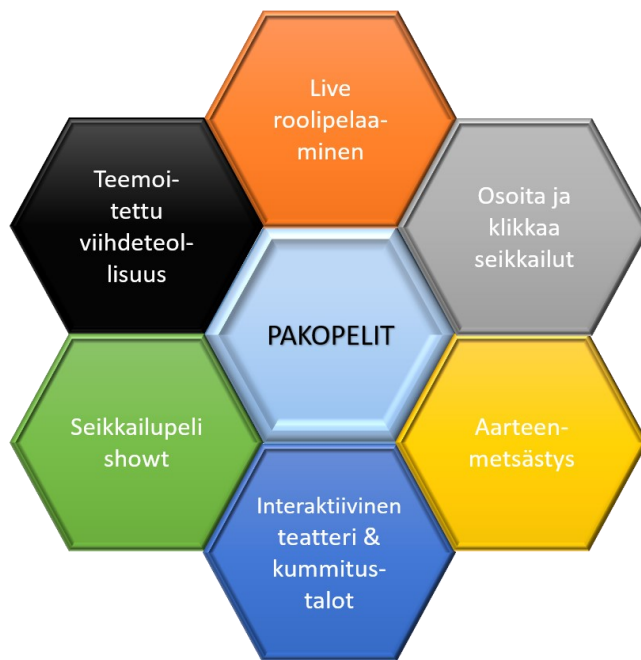 Live
roolipelaa-
minen
Teemoi-
tettu
viihdeteol-
lisuus
Osoita ja
klikkaa
seikkailut
PAKOPELIT
Seikkailupeli
showt
Aarteen-
metsästys
Interaktiivinen
teatteri &
kummitus-
talot